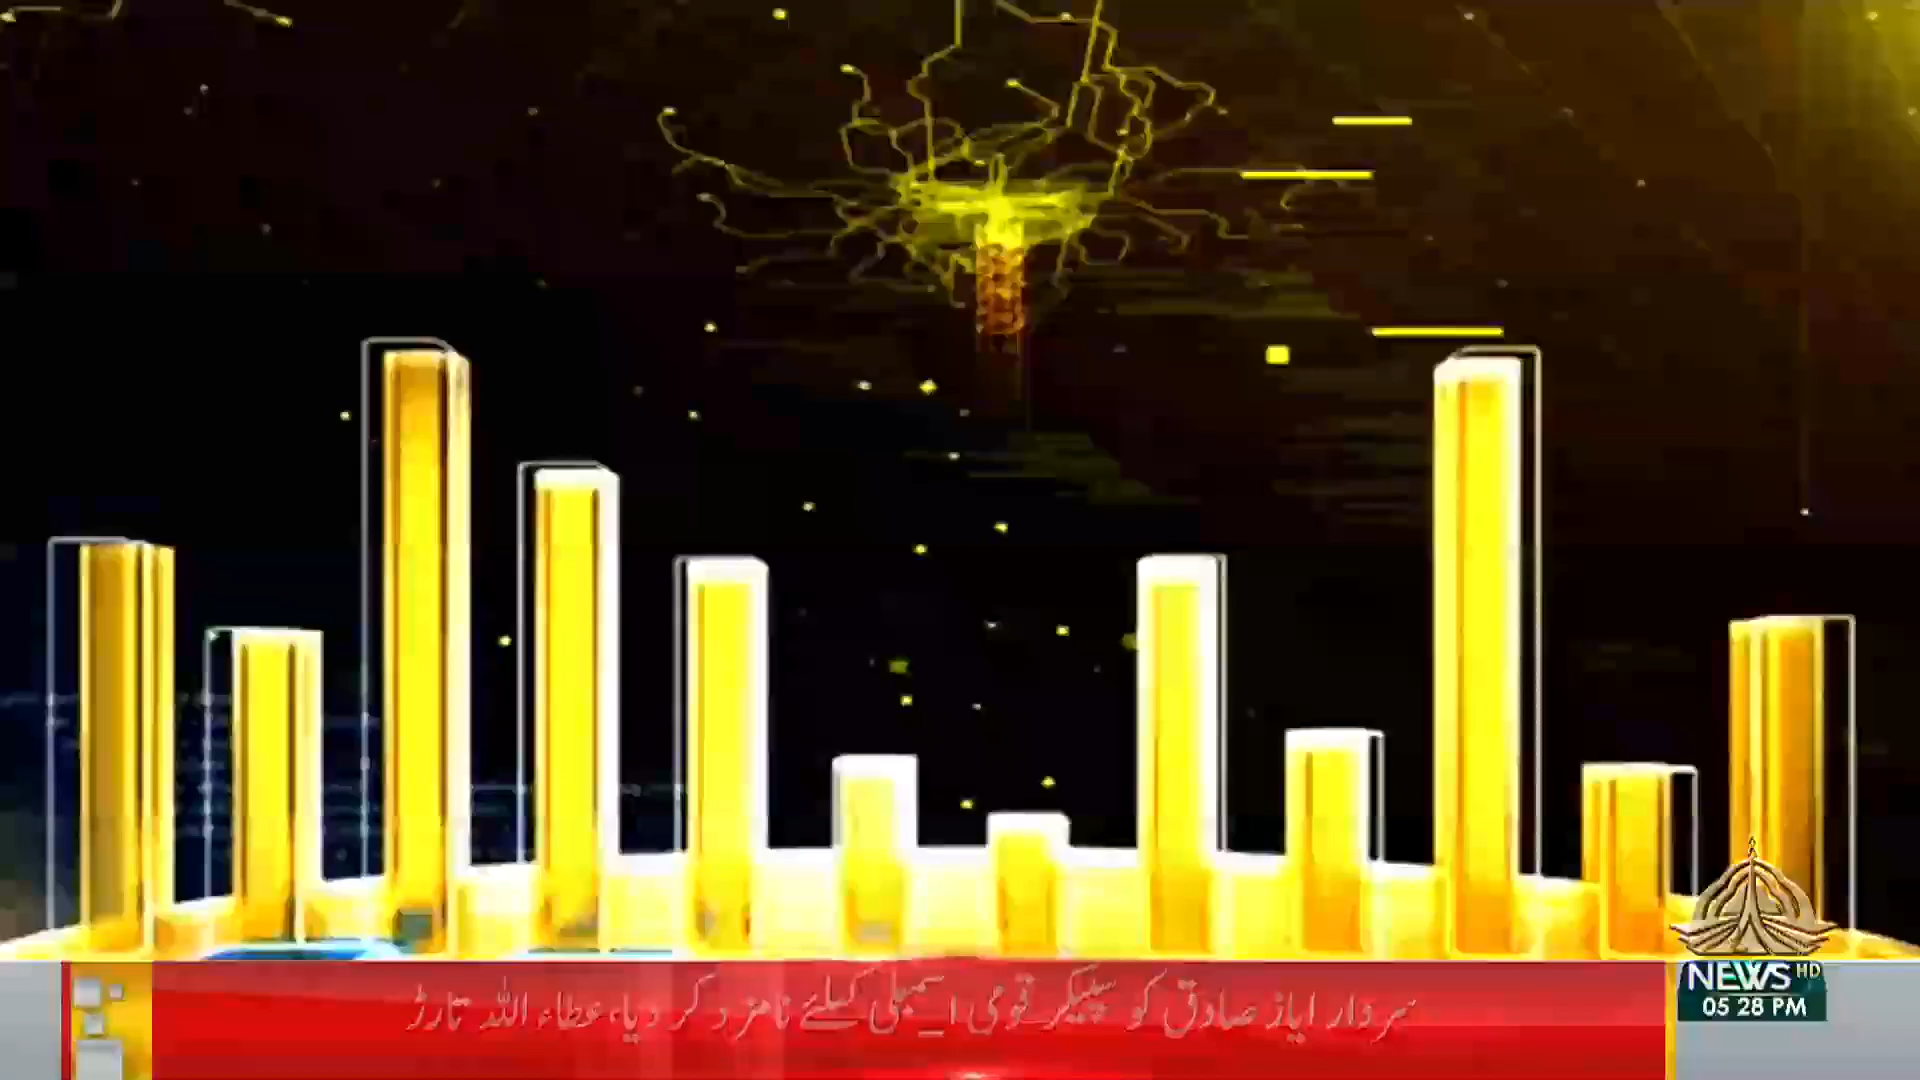 سردار ایاز صادق کو سپیکر قومی اسمبلی کیلئے نامزد کر دیا، عطاء اللہ تارڑ
NEWS HD
05 28 PM